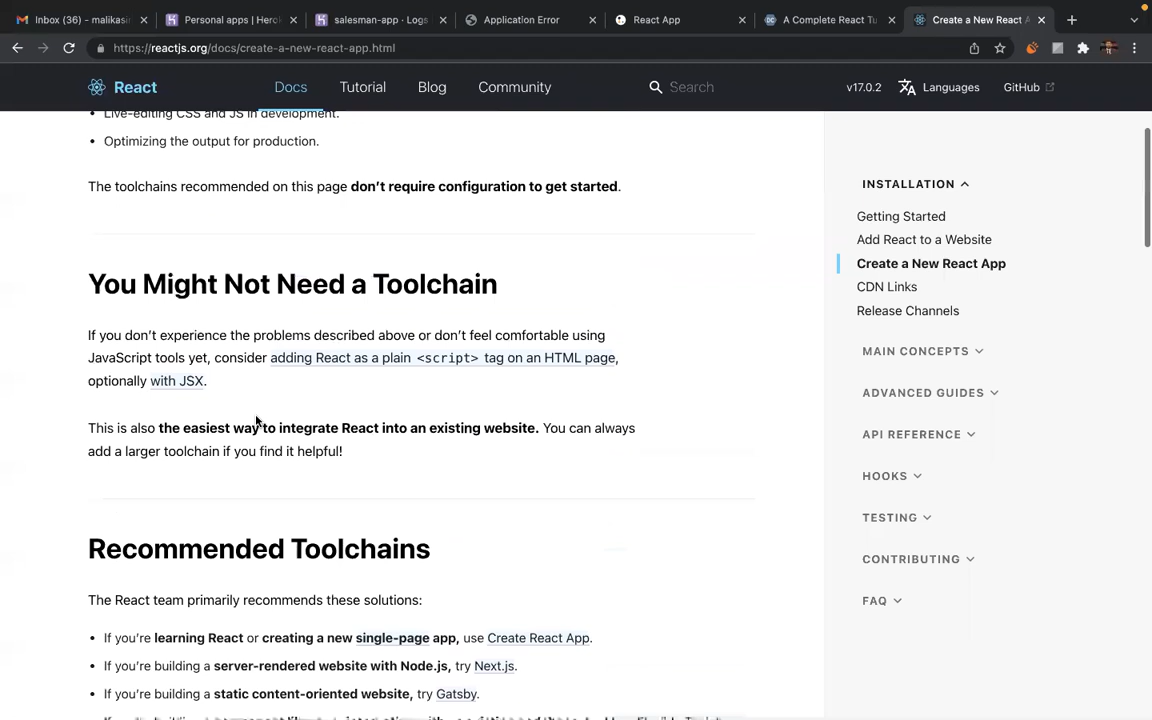 Inbox (36) - malikasin
Personal apps | Hero
salesman-app · Logs
Application Error
React App
A Complete React Tu
Create a New React A
https://reactjs.org/docs/create-a-new-react-app.html
React
Docs
Tutorial
Blog
Community
Search
v17.0.2
Languages
GitHub
• Live-editing CSS and JS in development.
• Optimizing the output for production.
The toolchains recommended on this page don't require configuration to get started.
You Might Not Need a Toolchain
If you don't experience the problems described above or don't feel comfortable using
JavaScript tools yet, consider adding React as a plain <script> tag on an HTML page,
optionally with JSX.
This is also the easiest way to integrate React into an existing website. You can always
add a larger toolchain if you find it helpful!
Recommended Toolchains
The React team primarily recommends these solutions:
• If you're learning React or creating a new single-page app, use Create React App.
• If you're building a server-rendered website with Node.js, try Next.js.
• If you're building a static content-oriented website, try Gatsby.
INSTALLATION
Getting Started
Add React to a Website
Create a New React App
CDN Links
Release Channels
MAIN CONCEPTS
ADVANCED GUIDES
API REFERENCE
HOOKS
TESTING
CONTRIBUTING
FAQ